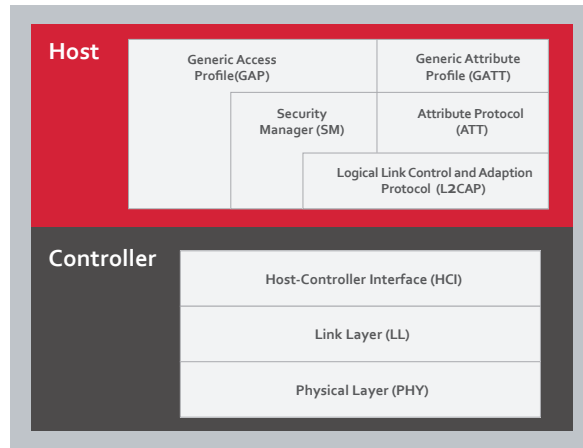 Host
Generic Access
Profile(GAP)
Generic Attribute
Profile (GATT)
Security
Manager (SM)
Attribute Protocol
(ATT)
Logical Link Control and Adaption
Protocol (L2CAP)
Controller
Host-Controller Interface (HCI)
Link Layer (LL)
Physical Layer (PHY)